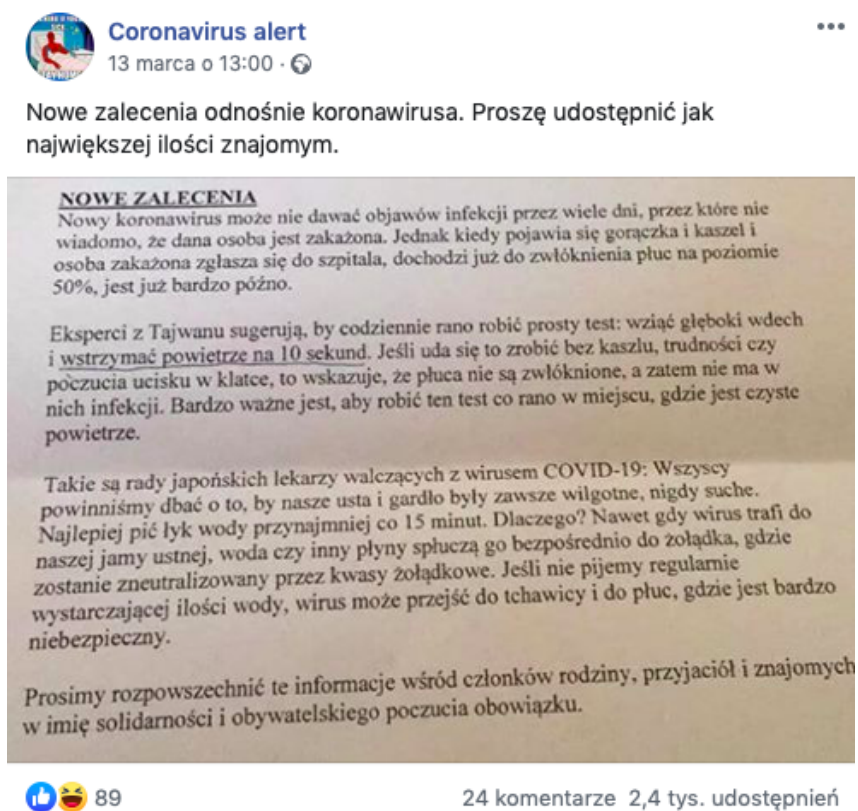 Coronavirus alert
13 marca o 13:00 ·
Nowe zalecenia odnośnie koronawirusa. Proszę udostępnić jak
największej ilości znajomym.
NOWE ZALECENIA
Nowy koronawirus może nie dawać objawów infekcji przez wiele dni, przez które nie
wiadomo, że dana osoba jest zakażona. Jednak kiedy pojawia się gorączka i kaszel i
osoba zakażona zgłasza się do szpitala, dochodzi już do zwłóknienia płuc na poziomie
50%, jest już bardzo późno.
Eksperci z Tajwanu sugerują, by codziennie rano robić prosty test: wziąć głęboki wdech
i wstrzymać powietrze na 10 sekund. Jeśli uda się to zrobić bez kaszlu, trudności czy
poczucia ucisku w klatce, to wskazuje, że płuca nie są zwłóknione, a zatem nie ma w
nich infekcji. Bardzo ważne jest, aby robić ten test co rano w miejscu, gdzie jest czyste
powietrze.
Takie są rady japońskich lekarzy walczących z wirusem COVID-19: Wszyscy
powinniśmy dbać o to, by nasze usta i gardło były zawsze wilgotne, nigdy suche.
Najlepiej pić łyk wody przynajmniej co 15 minut. Dlaczego? Nawet gdy wirus trafi do
naszej jamy ustnej, woda czy inny płyny spłuczą go bezpośrednio do żołądka, gdzie
zostanie zneutralizowany przez kwasy żołądkowe. Jeśli nie pijemy regularnie
wystarczającej ilości wody, wirus może przejść do tchawicy i do płuc, gdzie jest bardzo
niebezpieczny.
Prosimy rozpowszechnić te informacje wśród członków rodziny, przyjaciół i znajomych
w imię solidarności i obywatelskiego poczucia obowiązku.
89
24 komentarze 2,4 tys. udostępnień